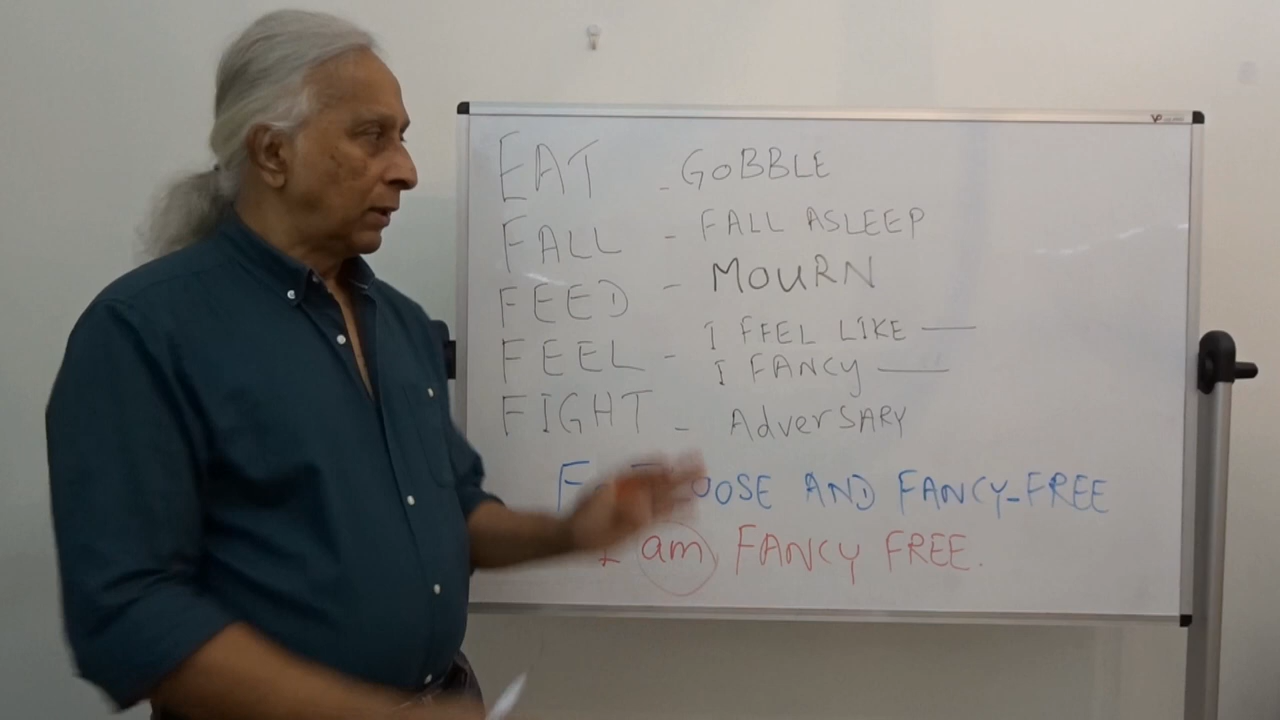 EAT - GOBBLE
FALL - FALL ASLEEP
FEED - MOURN
FEEL - I FFEL LIKE —
I FANCY —
FIGHT - AdverSARY
F OOSE AND FANCY-FREE
I am FANCY FREE.